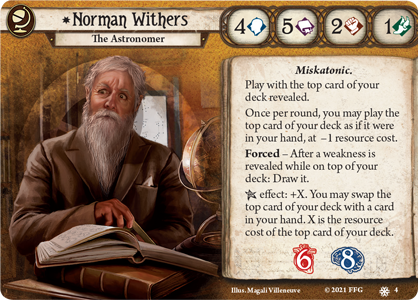 *Norman Withers
The Astronomer
4 5 2 1
Miskatonic.
Play with the top card of your
deck revealed.
Once per round, you may play the
top card of your deck as if it were
in your hand, at −1 resource cost.
Forced – After a weakness is
revealed while on top of your
deck: Draw it.
effect: +X. You may swap the
top card of your deck with a card
in your hand. X is the resource
cost of the top card of your deck.
6 8
Illus. Magali Villeneuve © 2021 FFG 4